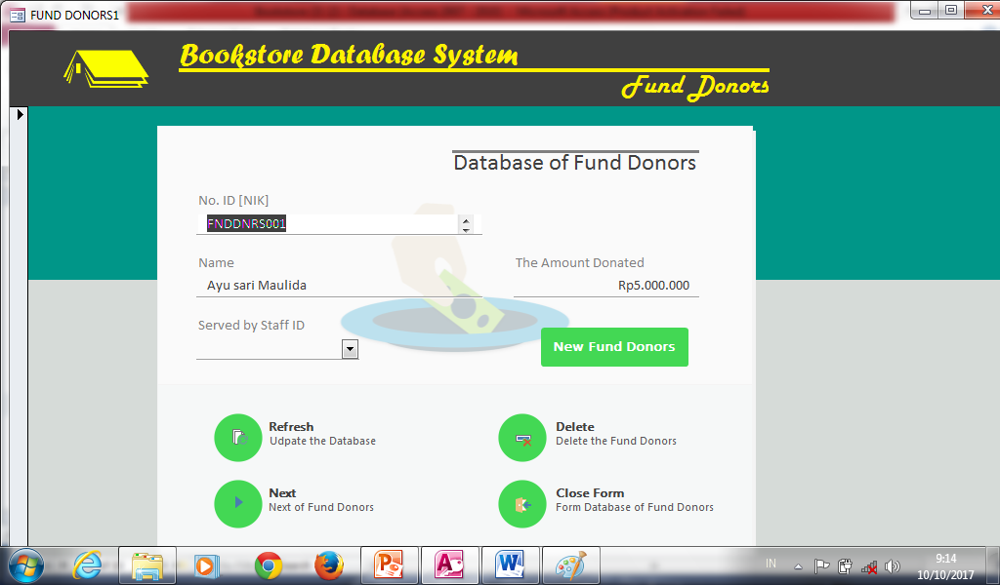 FUND DONORS1
Bookstore Database System
Fund Donors
Database of Fund Donors
No. ID [NIK]
FNDDNRS001
Name
The Amount Donated
Ayu sari Maulida
Rp5.000.000
Served by Staff ID
New Fund Donors
Refresh
Udpate the Database
Delete
Delete the Fund Donors
Next
Next of Fund Donors
Close Form
Form Database of Fund Donors
IN
9:14
10/10/2017